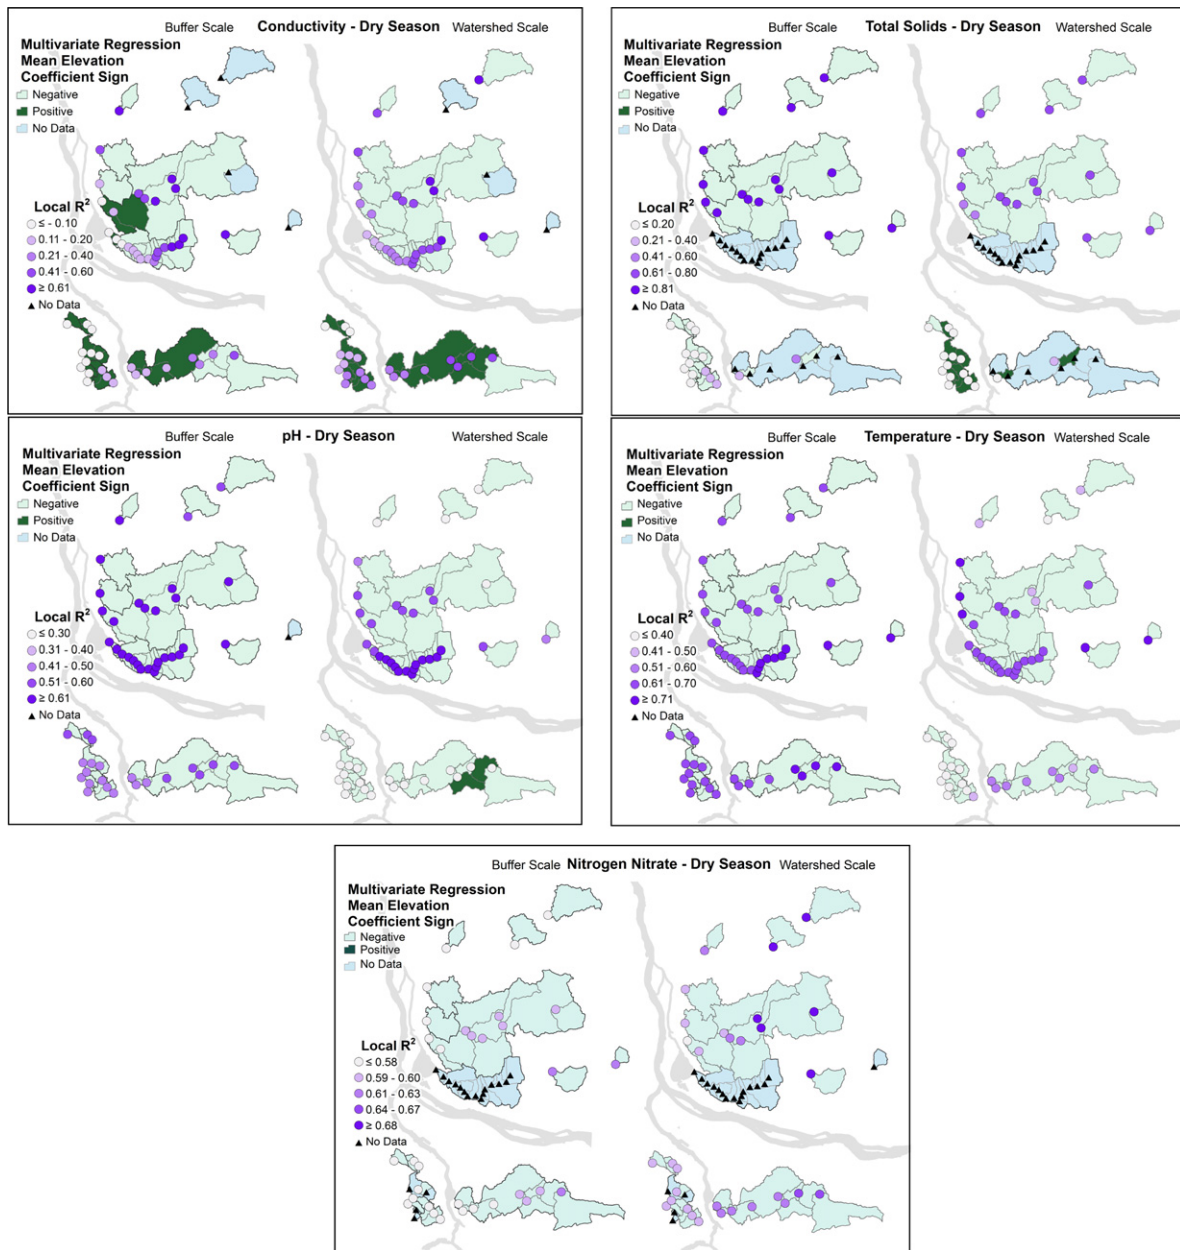 Buffer Scale Conductivity - Dry Season Watershed Scale
Multivariate Regression
Mean Elevation
Coefficient Sign
Negative
Positive
No Data
Local R²
≤ - 0.10
0.11 - 0.20
0.21 - 0.40
0.41 - 0.60
≥ 0.61
No Data
Buffer Scale Total Solids - Dry Season Watershed Scale
Multivariate Regression
Mean Elevation
Coefficient Sign
Negative
Positive
No Data
Local R²
≤ 0.20
0.21 - 0.40
0.41 - 0.60
0.61 - 0.80
≥ 0.81
No Data
Buffer Scale pH - Dry Season Watershed Scale
Multivariate Regression
Mean Elevation
Coefficient Sign
Negative
Positive
No Data
Local R²
≤ 0.30
0.31 - 0.40
0.41 - 0.50
0.51 - 0.60
≥ 0.61
No Data
Buffer Scale Temperature - Dry Season Watershed Scale
Multivariate Regression
Mean Elevation
Coefficient Sign
Negative
Positive
No Data
Local R²
≤ 0.40
0.41 - 0.50
0.51 - 0.60
0.61 - 0.70
≥ 0.71
No Data
Buffer Scale Nitrogen Nitrate - Dry Season Watershed Scale
Multivariate Regression
Mean Elevation
Coefficient Sign
Negative
Positive
No Data
Local R²
≤ 0.58
0.59 - 0.60
0.61 - 0.63
0.64 - 0.67
≥ 0.68
No Data